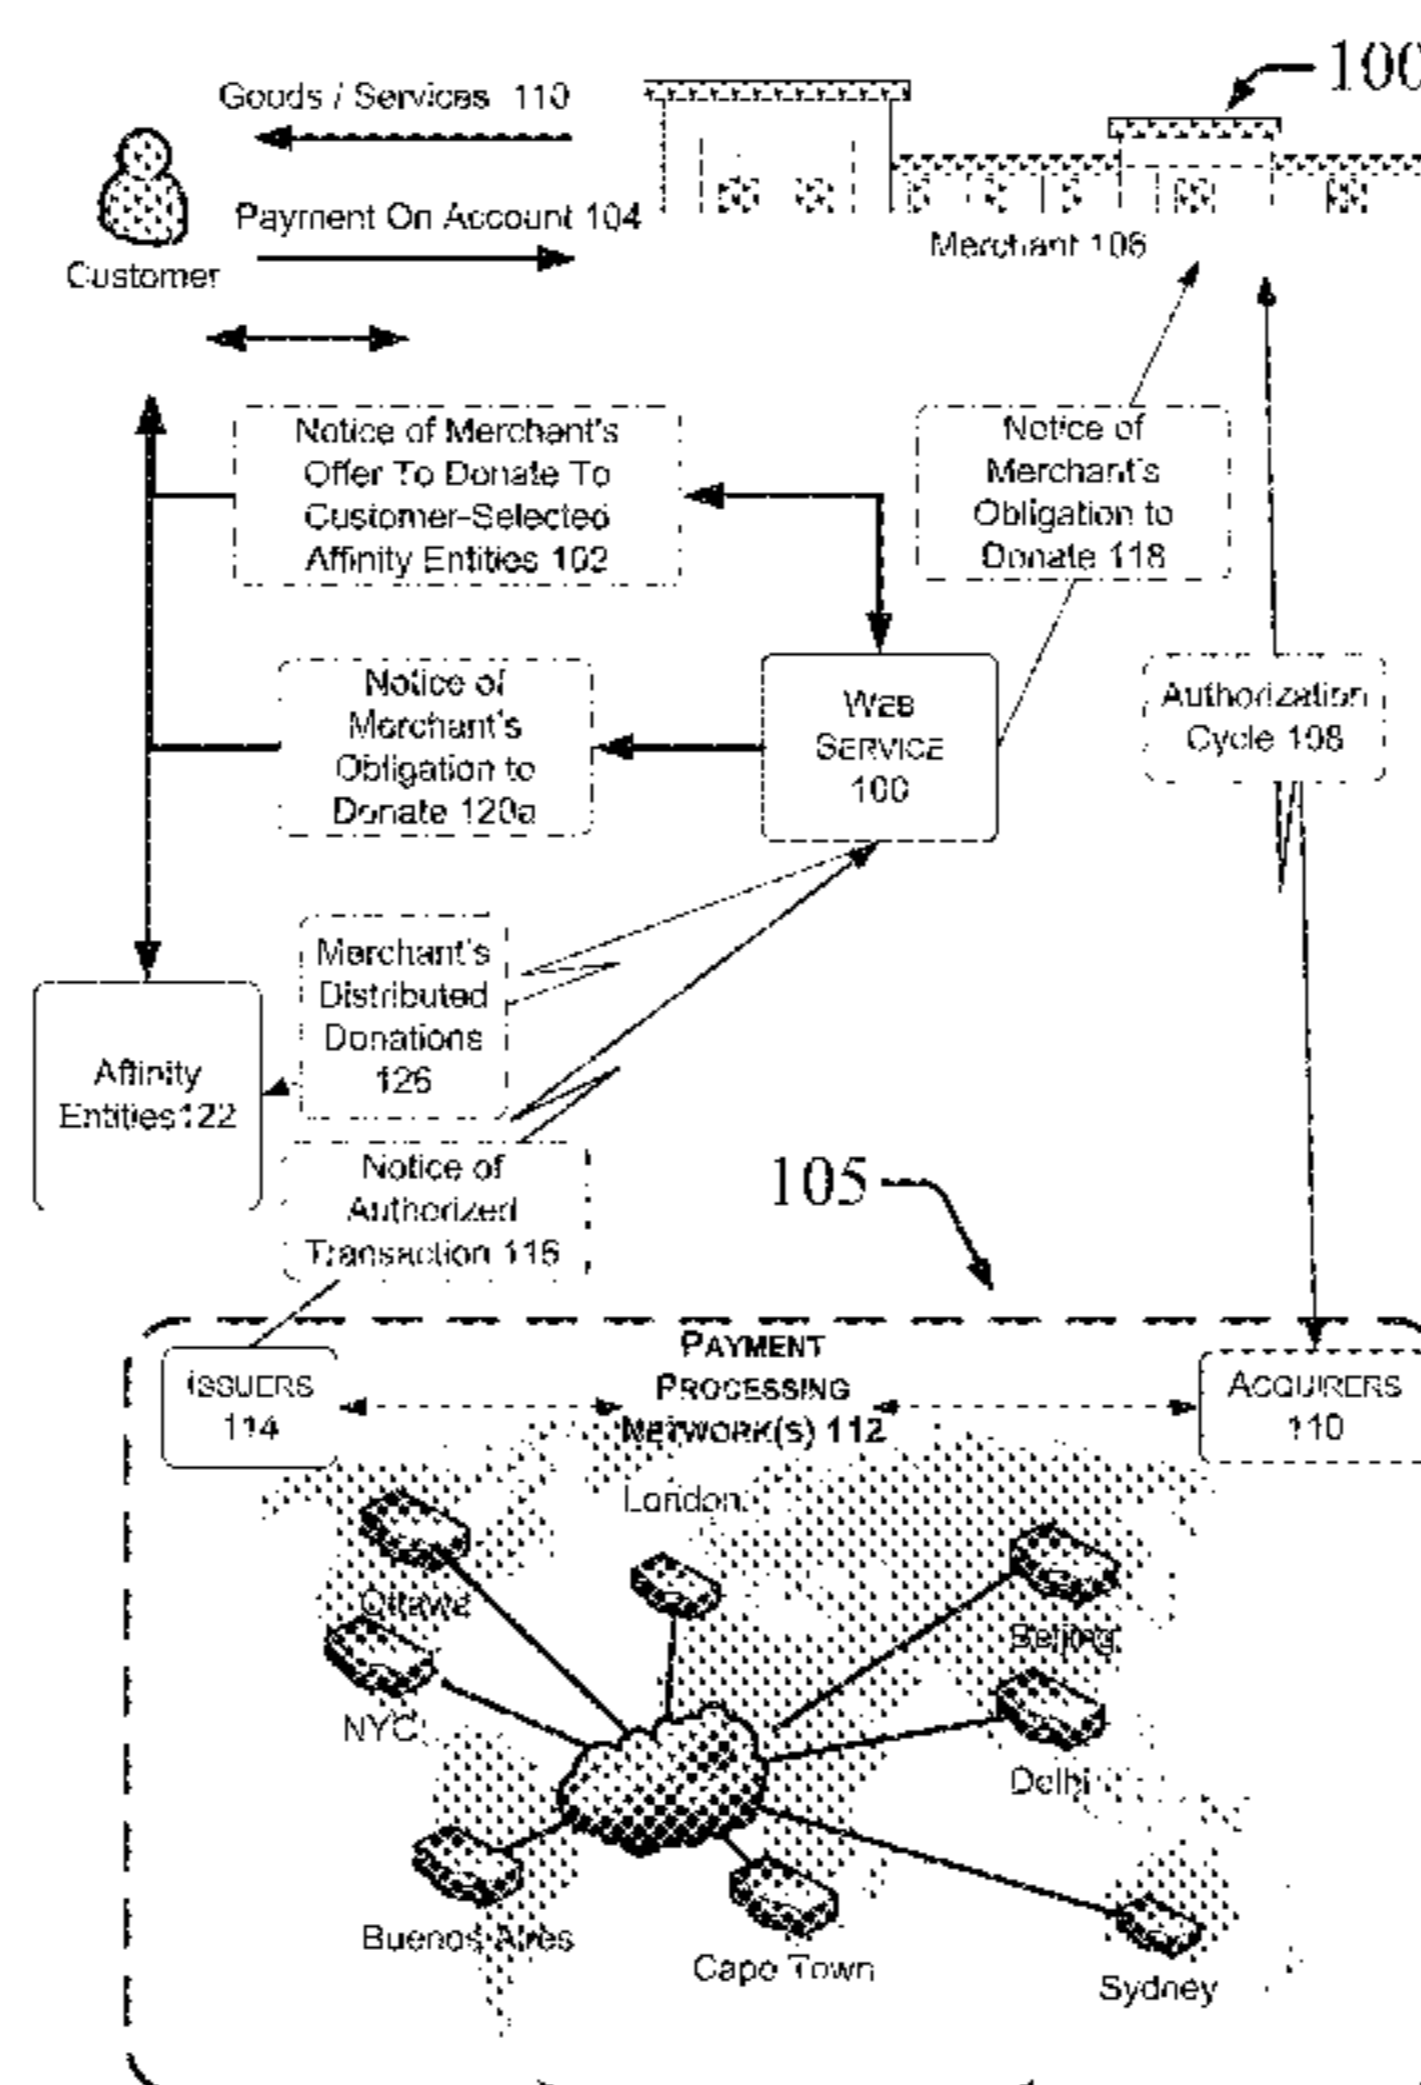 100
Goods / Services 110
Payment On Account 104
Customer
Merchant 106
Notice of Merchant's
Offer To Donate To
Customer-Selected
Affinity Entities 102
Notice of
Merchant's
Obligation to
Donate 118
Notice of
Merchant's
Obligation to
Donate 120a
WEB
SERVICE
100
Authorization
Cycle 108
Merchant's
Distributed
Donations
126
Affinity
Entities122
Notice of
Authorized
Transaction 116
105
PAYMENT
PROCESSING
NETWORK(S) 112
ISSUERS
114
ACQUIRERS
110
London
Ottawa
Beijing
NYC
Delhi
Buenos Aires
Cape Town
Sydney